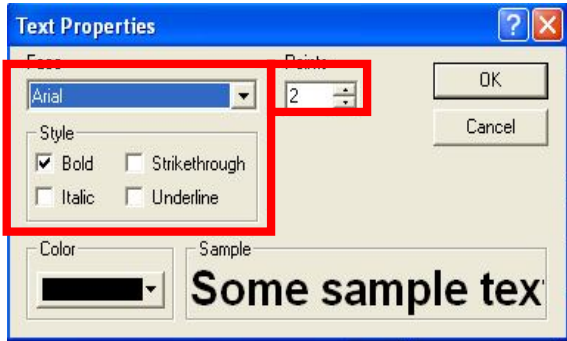 Text Properties
Arial
2
OK
Cancel
Style
Bold
Strikethrough
Italic
Underline
Color
Sample
Some sample tex